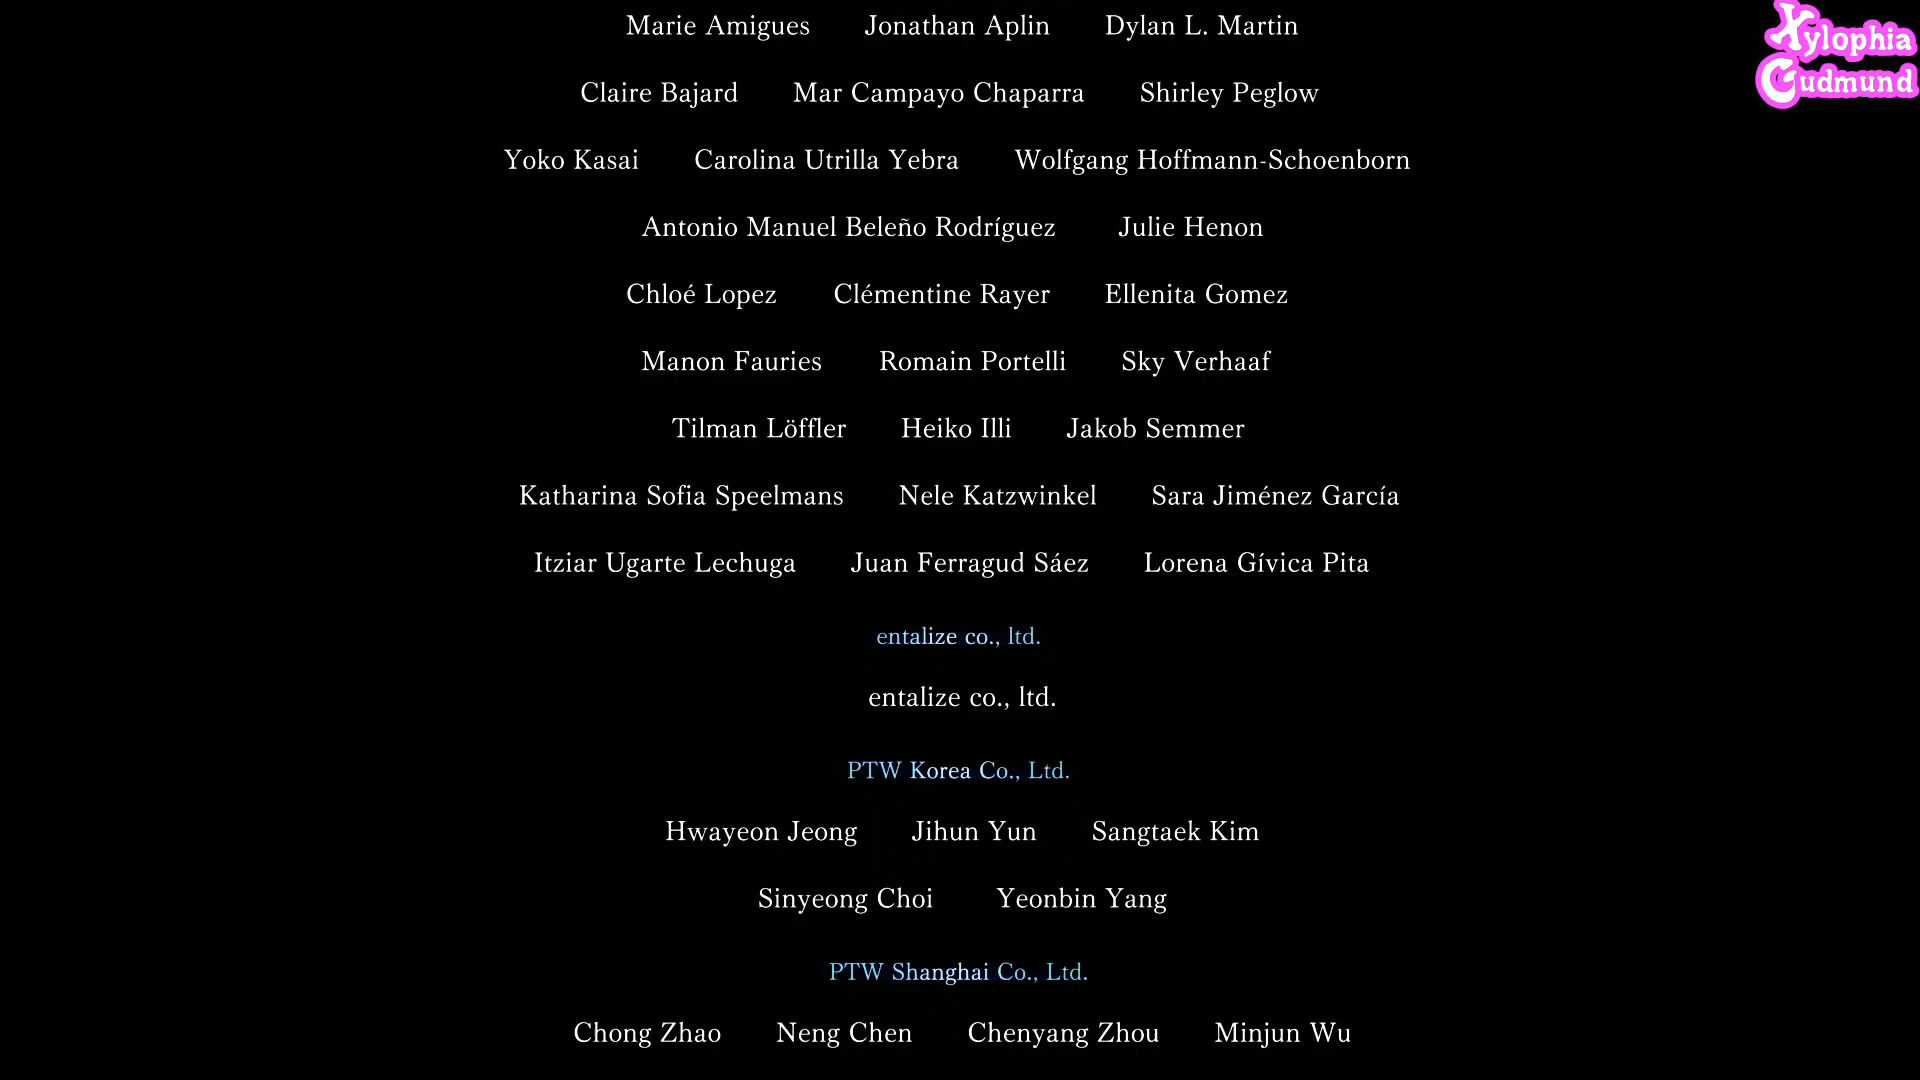 Marie Amigues Jonathan Aplin Dylan L. Martin
Claire Bajard Mar Campayo Chaparra Shirley Peglow
Yoko Kasai Carolina Utrilla Yebra Wolfgang Hoffmann-Schoenborn
Antonio Manuel Beleño Rodríguez Julie Henon
Chloé Lopez Clémentine Rayer Ellenita Gomez
Manon Fauries Romain Portelli Sky Verhaaf
Tilman Löffler Heiko Illi Jakob Semmer
Katharina Sofia Speelmans Nele Katzwinkel Sara Jiménez García
Itziar Ugarte Lechuga Juan Ferragud Sáez Lorena Gívica Pita
entalize co., ltd.
entalize co., ltd.
PTW Korea Co., Ltd.
Hwayeon Jeong Jihun Yun Sangtaek Kim
Sinyeong Choi Yeonbin Yang
PTW Shanghai Co., Ltd.
Chong Zhao Neng Chen Chenyang Zhou Minjun Wu
Xylophia
Gudmund